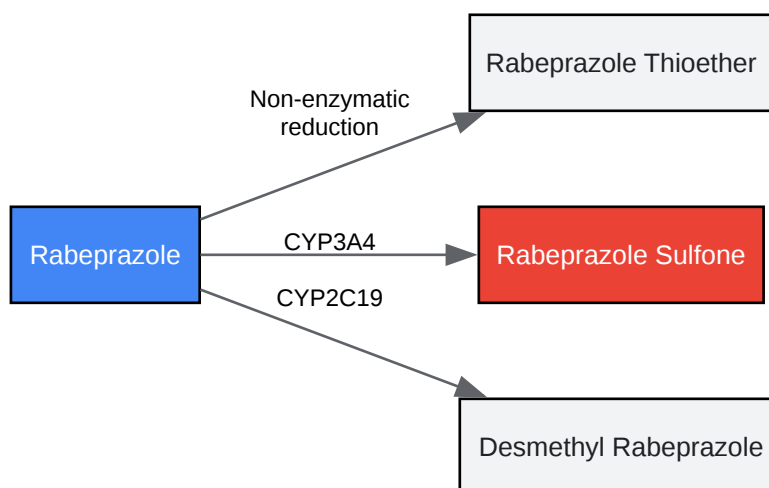 Rabeprazole Thioether
Non-enzymatic
reduction
Rabeprazole
CYP3A4
Rabeprazole Sulfone
CYP2C19
Desmethyl Rabeprazole